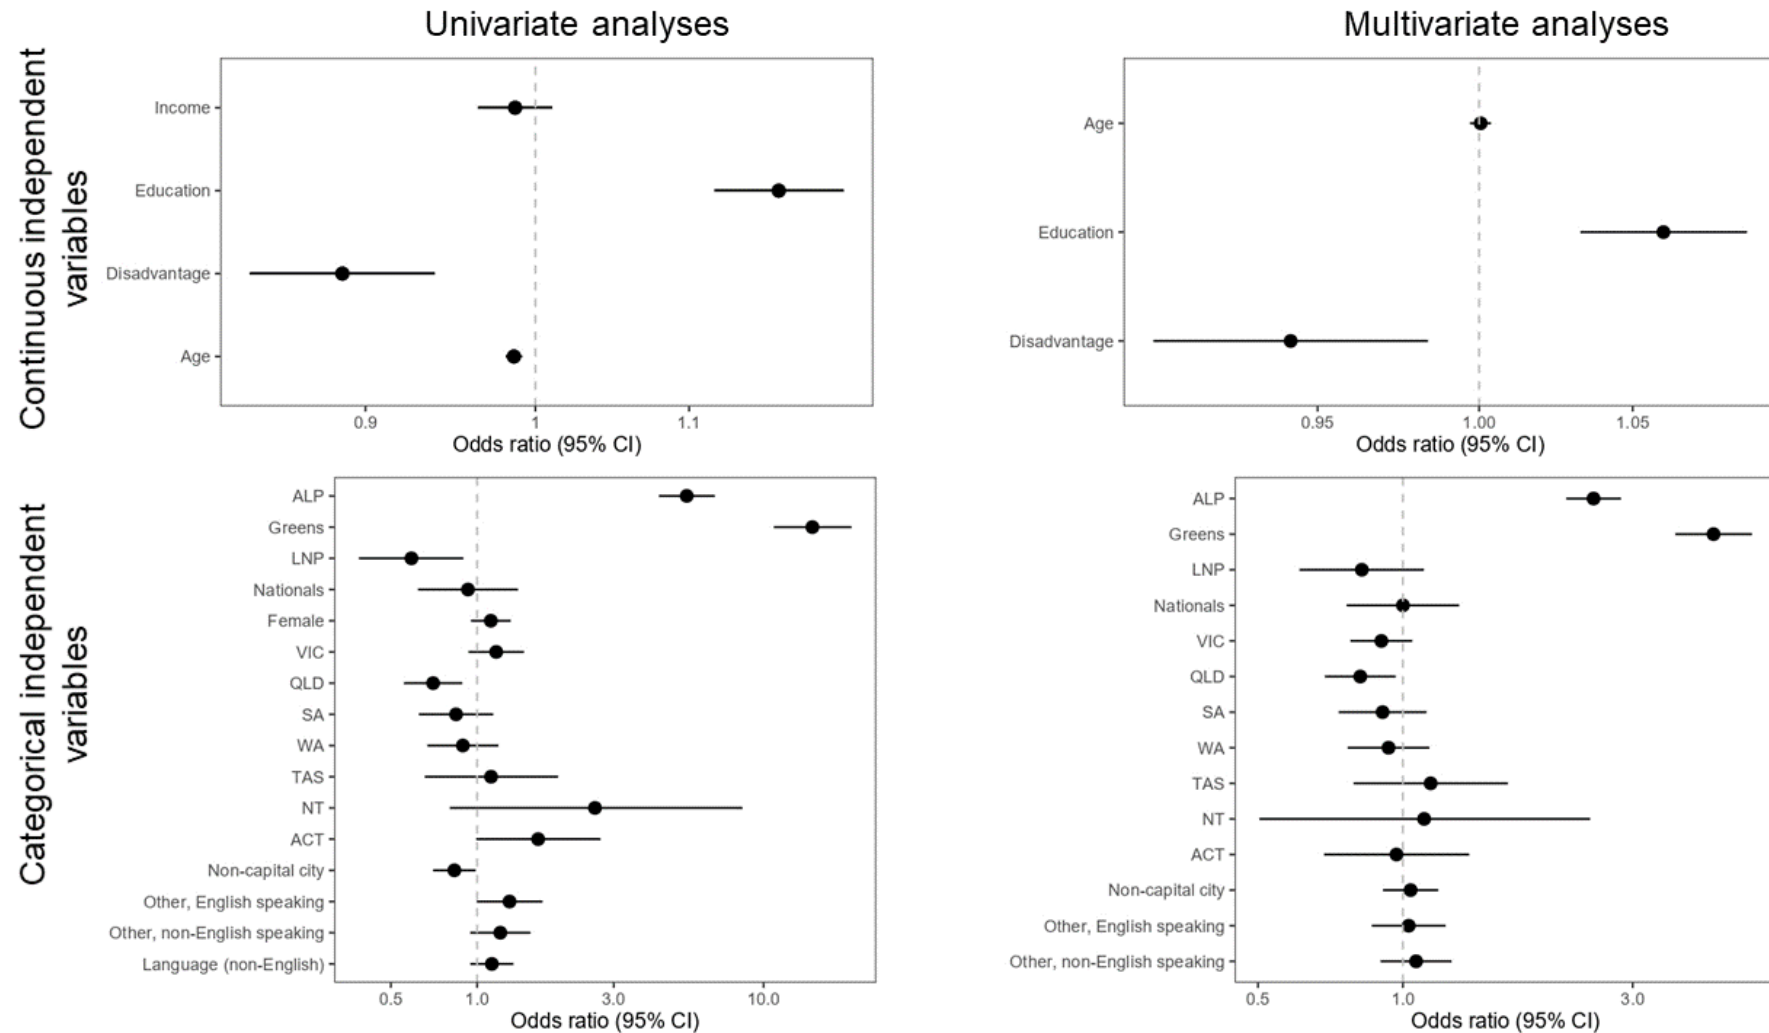 Univariate analyses
Multivariate analyses
Continuous independent
variables
Income
Education
Disadvantage
Age
0.9
1
1.1
Odds ratio (95% CI)
Age
Education
Disadvantage
0.95
1.00
1.05
Odds ratio (95% CI)
Categorical independent
variables
ALP
Greens
LNP
Nationals
Female
VIC
QLD
SA
WA
TAS
NT
ACT
Non-capital city
Other, English speaking
Other, non-English speaking
Language (non-English)
0.5
1.0
3.0
10.0
Odds ratio (95% CI)
ALP
Greens
LNP
Nationals
VIC
QLD
SA
WA
TAS
NT
ACT
Non-capital city
Other, English speaking
Other, non-English speaking
0.5
1.0
3.0
Odds ratio (95% CI)